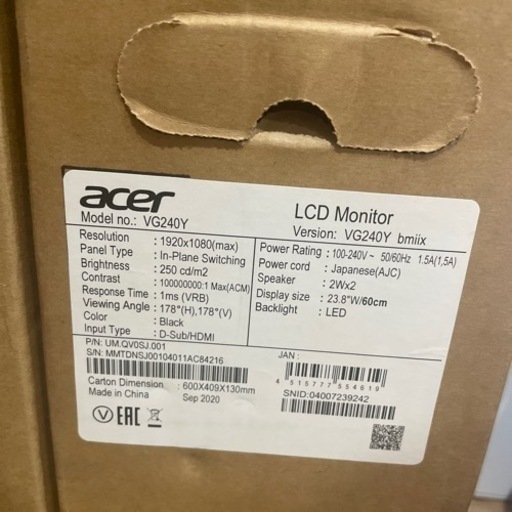 acer
LCD Monitor
Model no.: VG240Y
Version: VG240Y bmiix
Resolution : 1920x1080(max)
Panel Type : In-Plane Switching
Brightness : 250 cd/m2
Contrast : 100000000:1 Max(ACM)
Response Time : 1ms (VRB)
Viewing Angle : 178°(H),178°(V)
Color : Black
Input Type : D-Sub/HDMI
Power Rating : 100-240V~ 50/60Hz 1.5A(1,5A)
Power cord : Japanese(AJC)
Speaker : 2Wx2
Display size : 23.8"W/60cm
Backlight : LED
P/N: UM.QV0SJ.001
S/N: MMTDNSJ00104011AC84216
JAN :
4 515777 554619
Carton Dimension : 600X409X130mm
Made in China Sep 2020
SNID:04007239242
V EAC